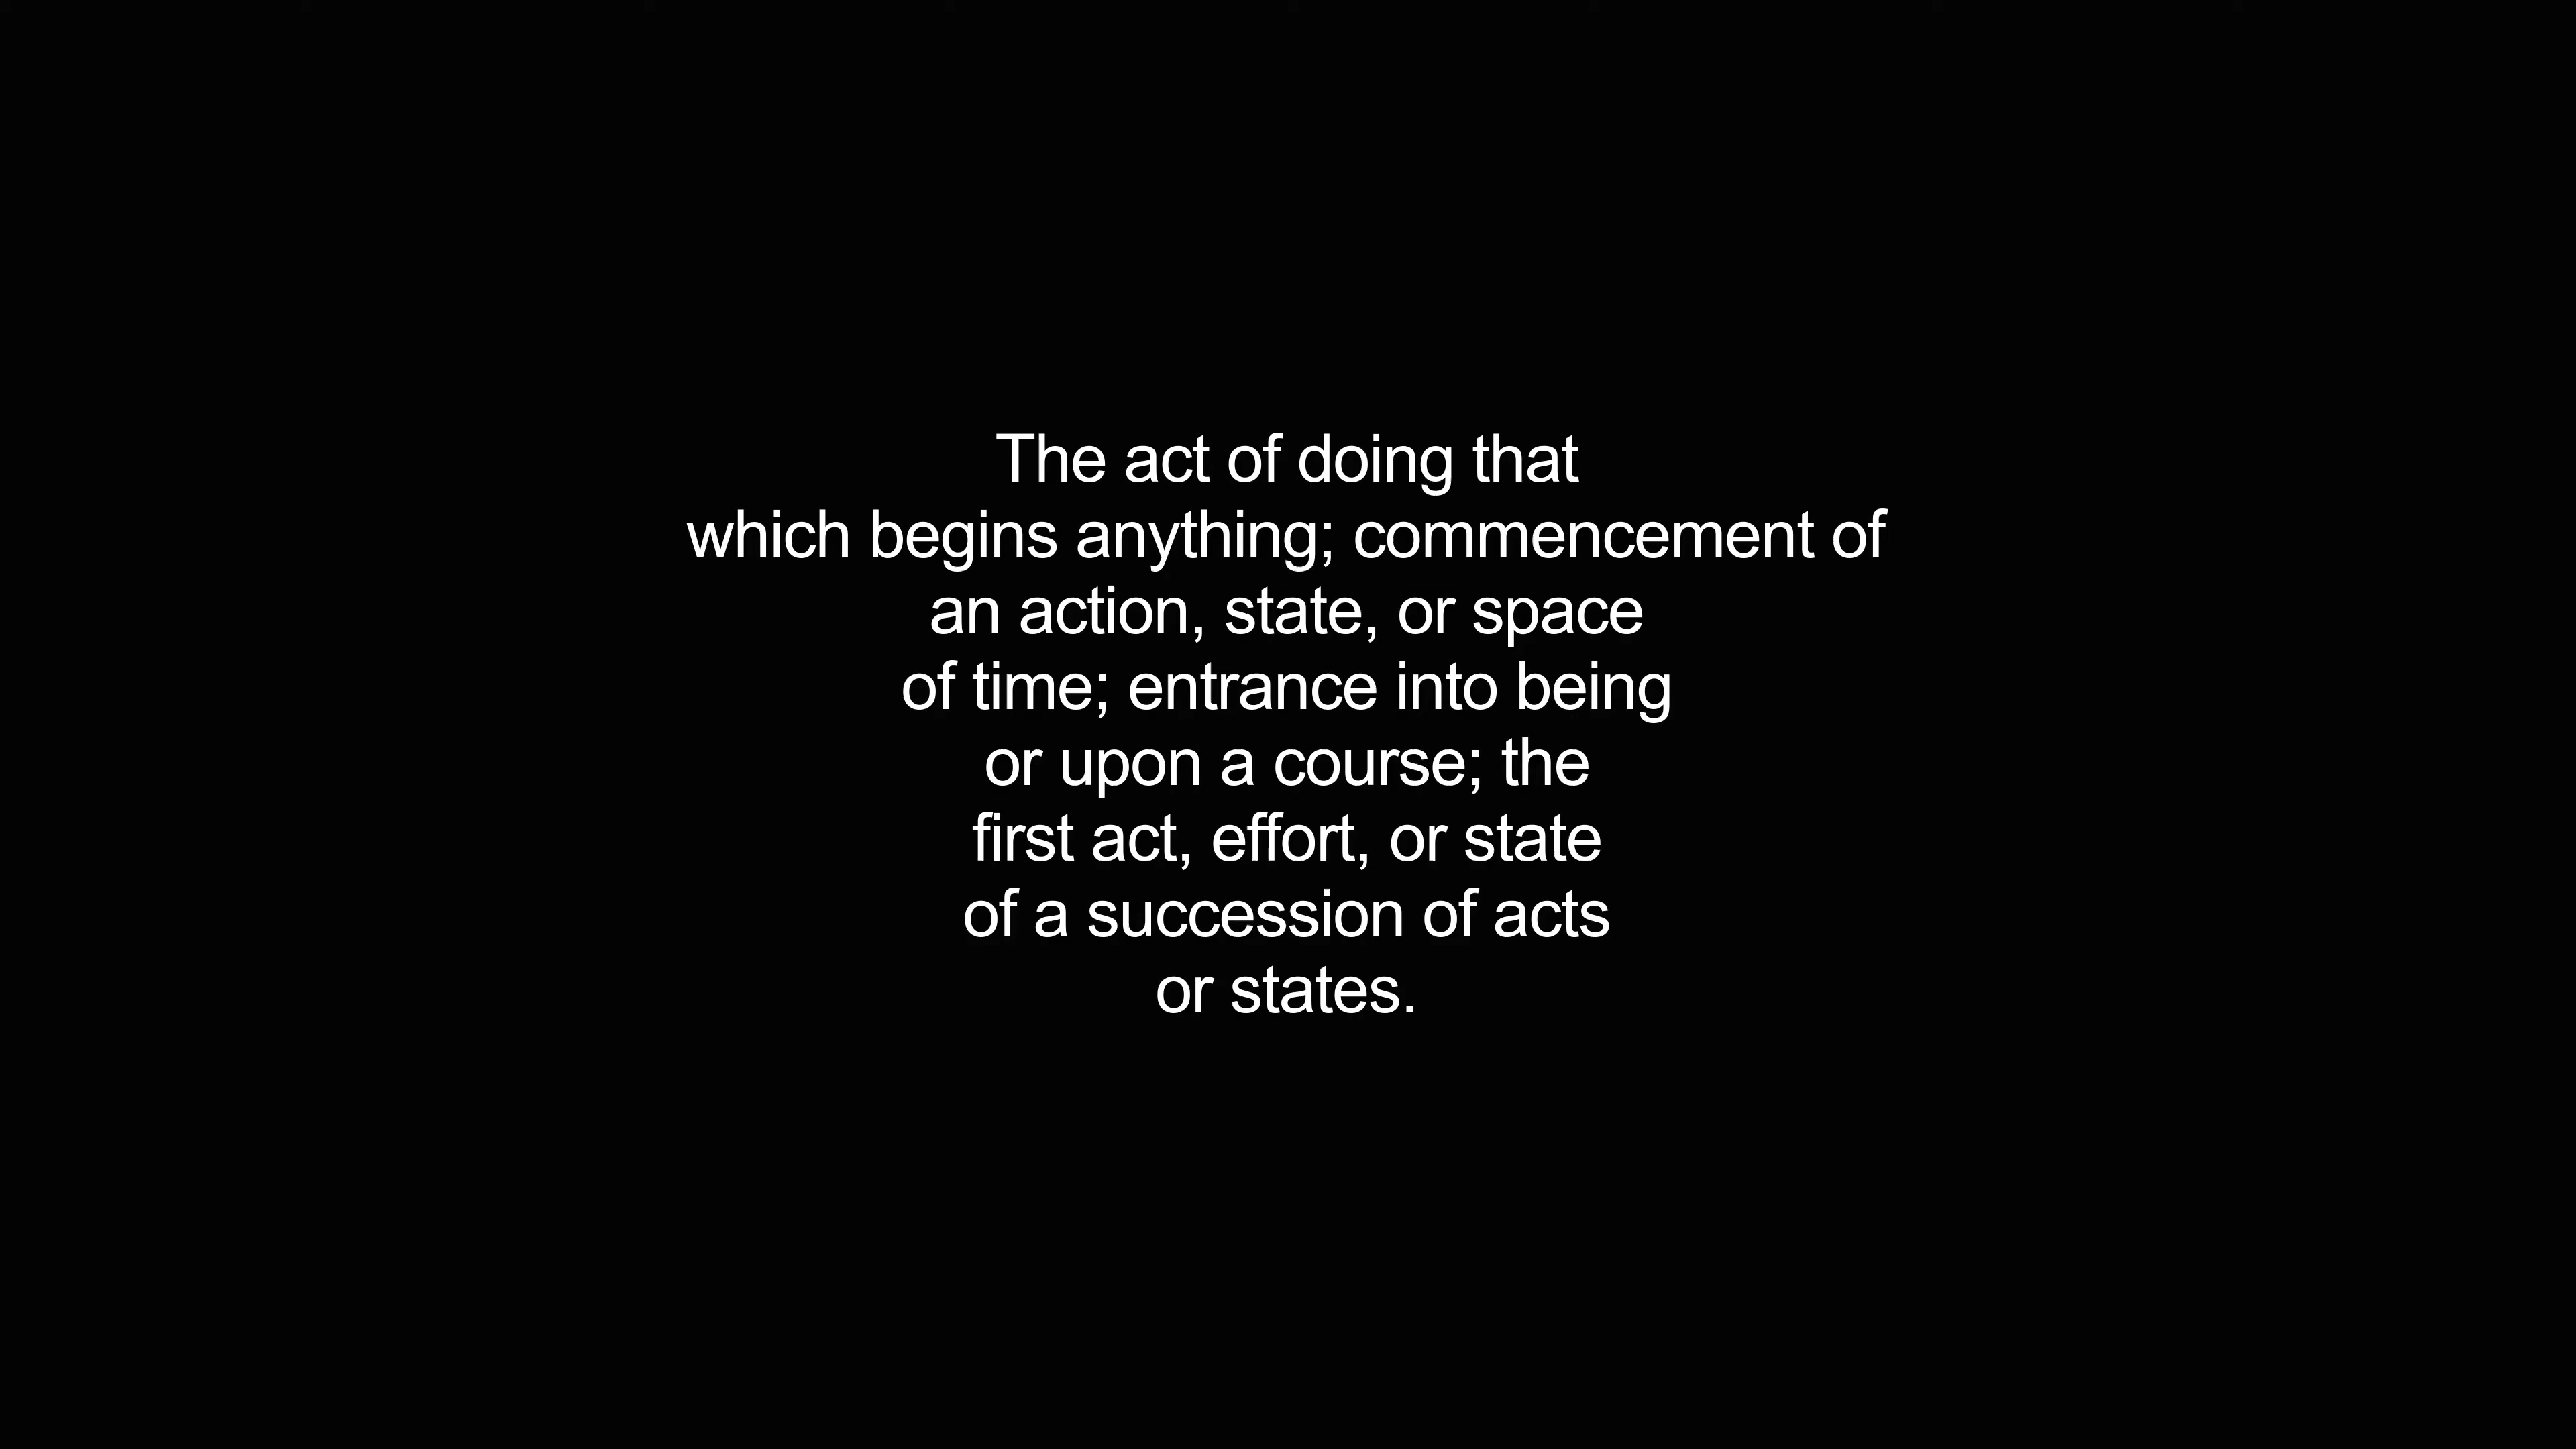 The act of doing that
which begins anything; commencement of
an action, state, or space
of time; entrance into being
or upon a course; the
first act, effort, or state
of a succession of acts
or states.